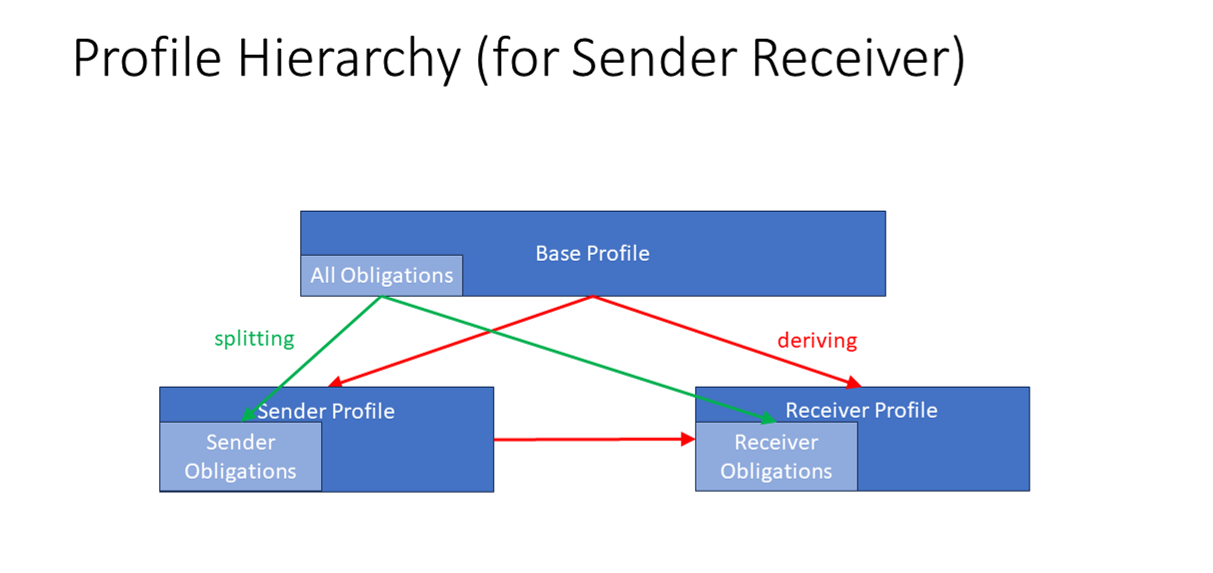 Profile Hierarchy (for Sender Receiver)
Base Profile
All Obligations
splitting
deriving
Sender Profile
Receiver Profile
Sender
Obligations
Receiver
Obligations